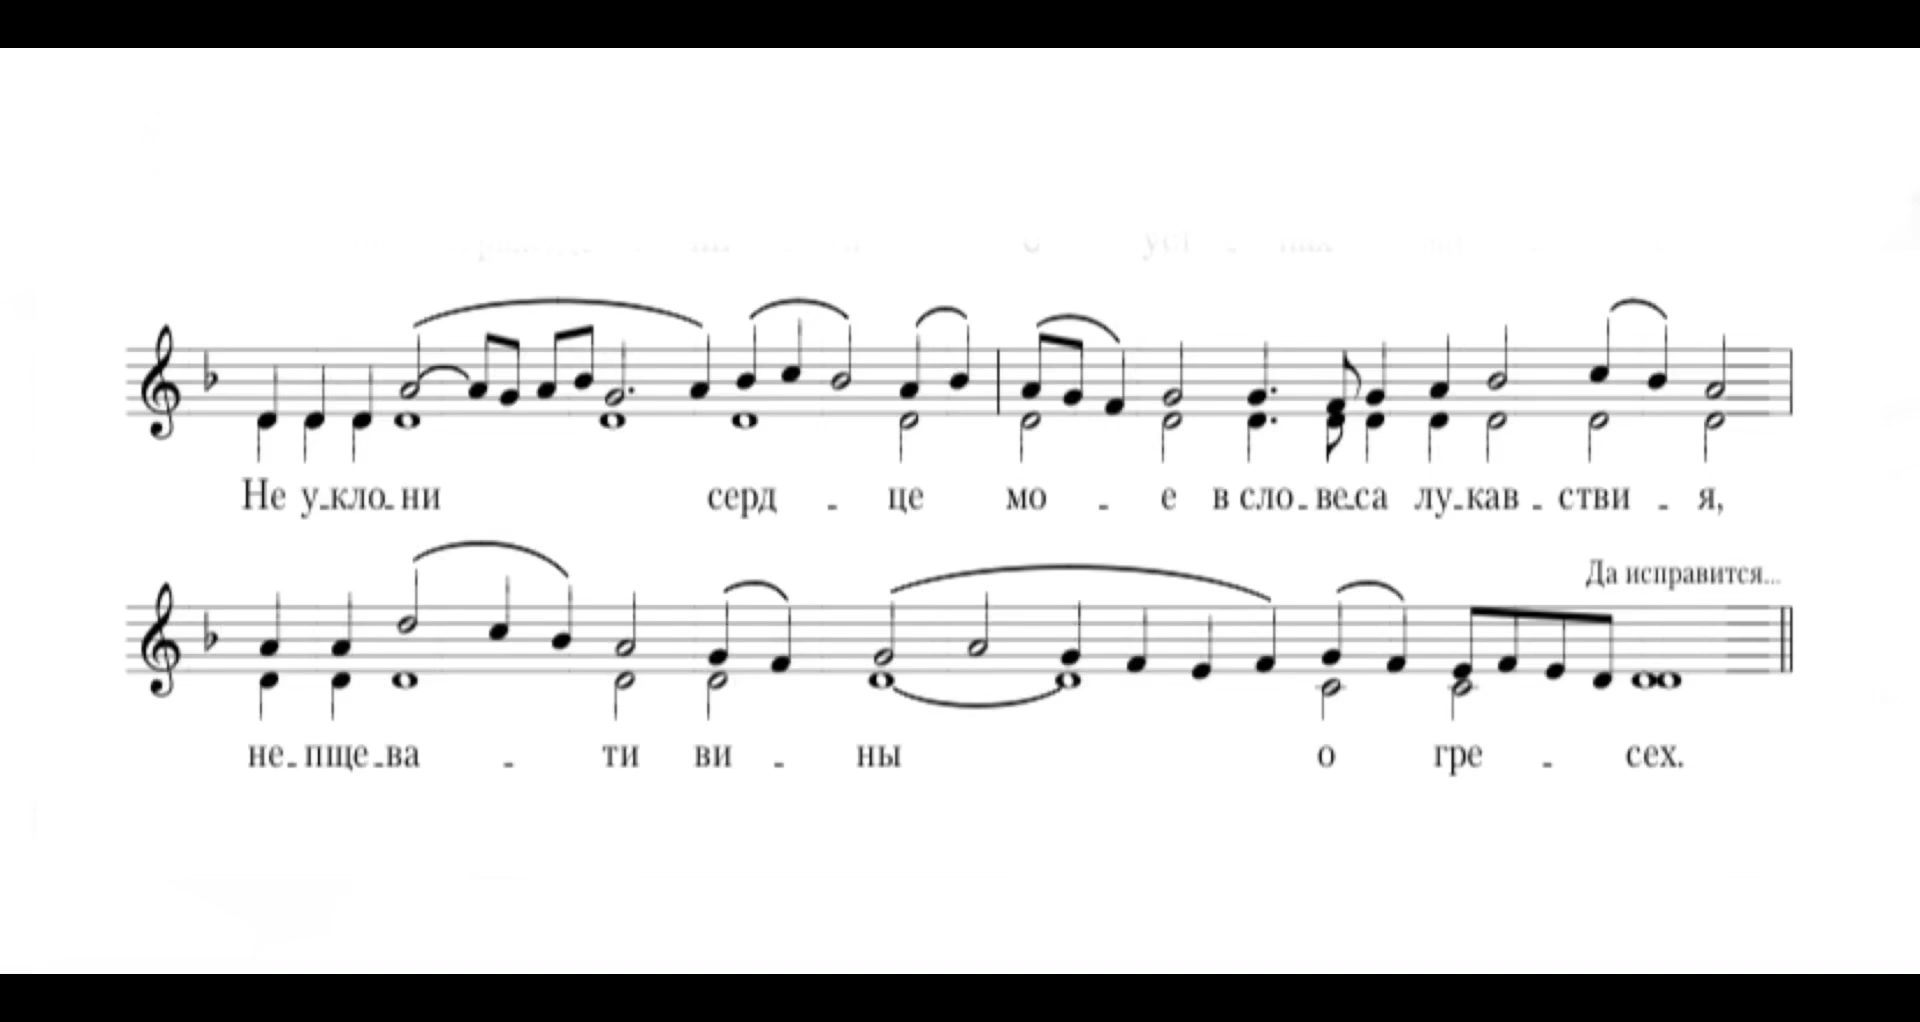 Не у-кло-ни серд - це мо - е в сло-ве-са лу-кав - стви - я,
Да исправится...
не-пще-ва - ти ви - ны о гре - сех.